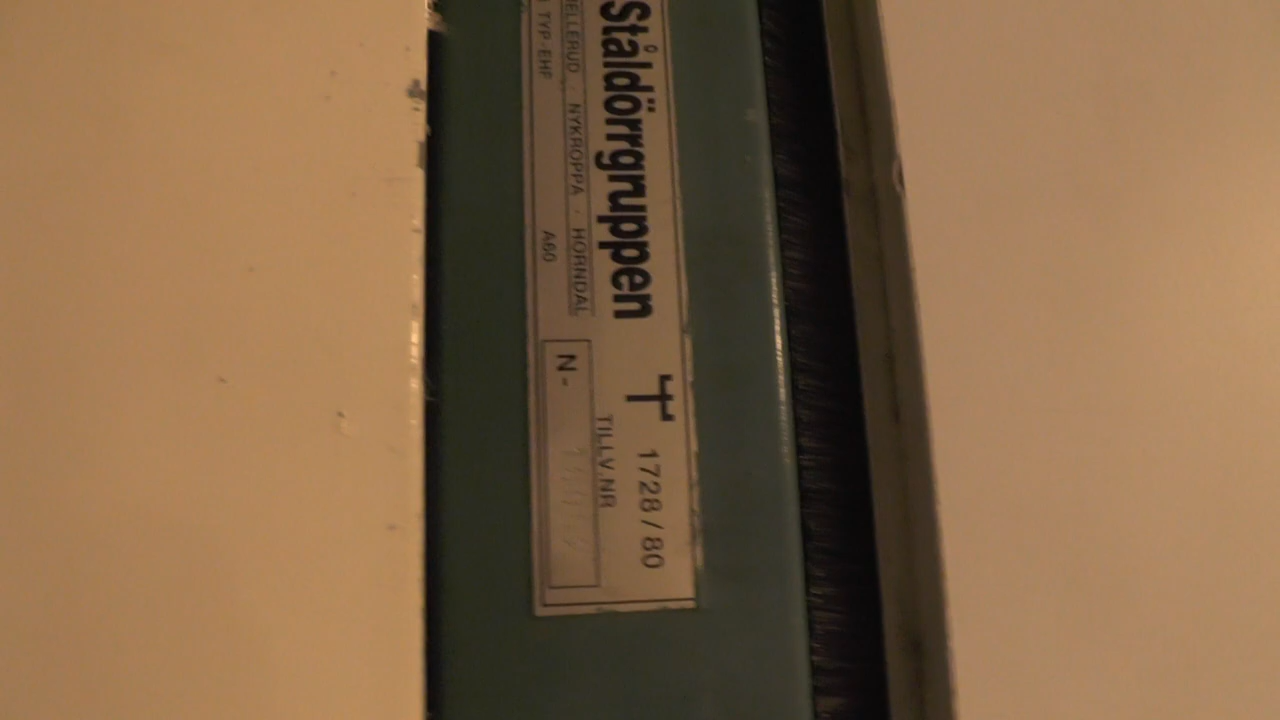 Ståldörrgruppen
1728/80
ELLERUD · NYKROPPA · HORNDAL
TILLV.NR
TYP-EHF A60
N-